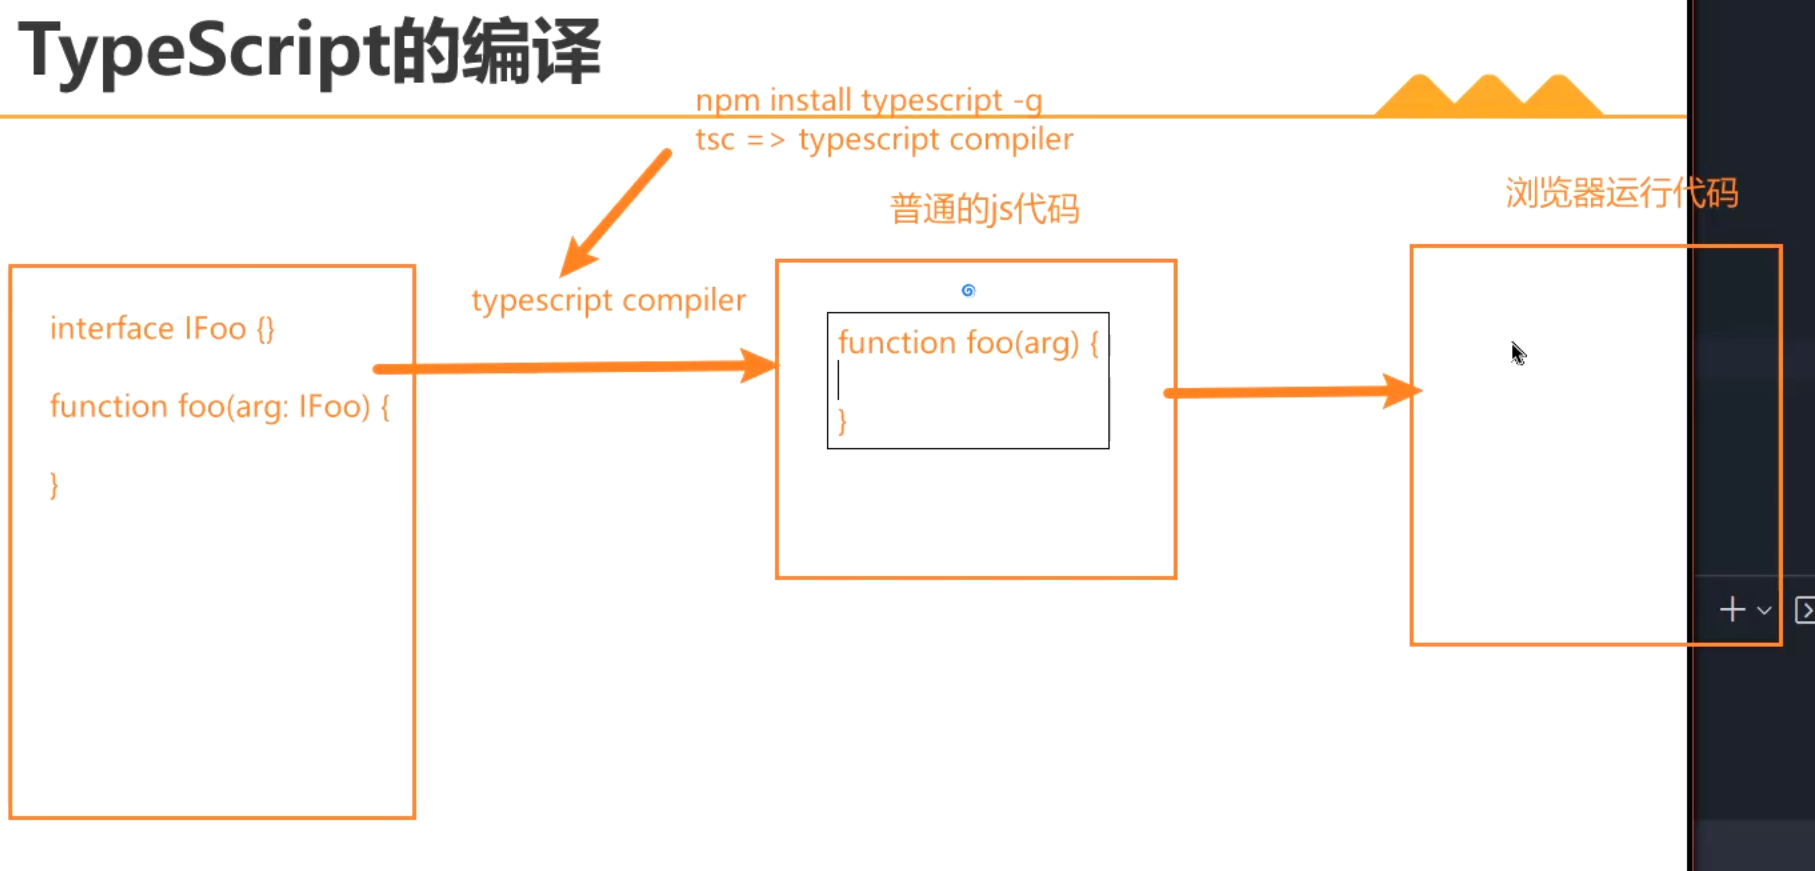 TypeScript的编译
npm install typescript -g
tsc => typescript compiler
普通的js代码
浏览器运行代码
typescript compiler
interface IFoo {}
function foo(arg: IFoo) {
}
function foo(arg) {
}